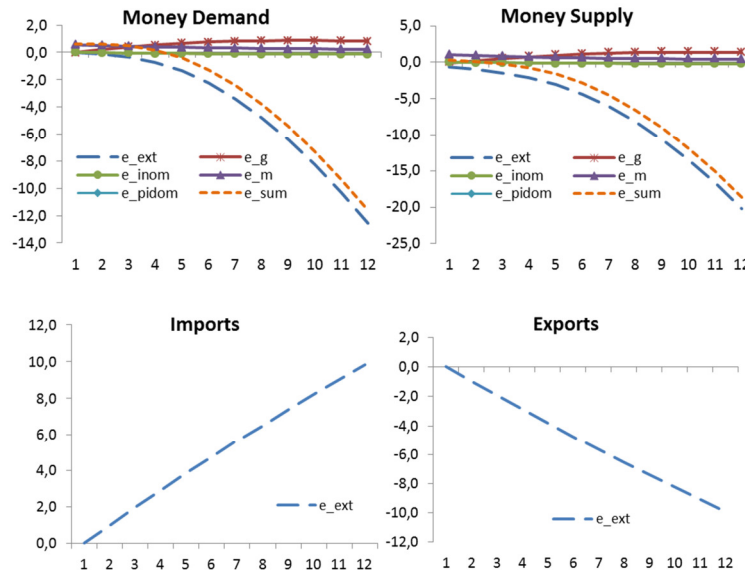 Money Demand
2,0
0,0
-2,0
-4,0
-6,0
-8,0
-10,0
-12,0
-14,0
e_ext e_g
e_inom e_m
e_pidom e_sum
1 2 3 4 5 6 7 8 9 10 11 12
Money Supply
5,0
0,0
-5,0
-10,0
-15,0
-20,0
-25,0
e_ext e_g
e_inom e_m
e_pidom e_sum
1 2 3 4 5 6 7 8 9 10 11 12
Imports
12,0
10,0
8,0
6,0
4,0
2,0
0,0
e_ext
1 2 3 4 5 6 7 8 9 10 11 12
Exports
2,0
0,0
-2,0
-4,0
-6,0
-8,0
-10,0
-12,0
e_ext
1 2 3 4 5 6 7 8 9 10 11 12